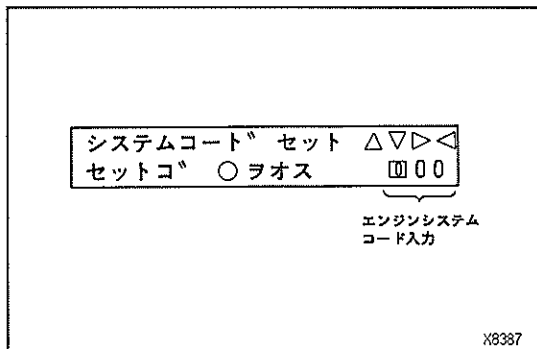 システムコード゛ セット △▽▷◁
セットゴ゛ ○ヲオス 000
エンジンシステム
コード入力
X8387